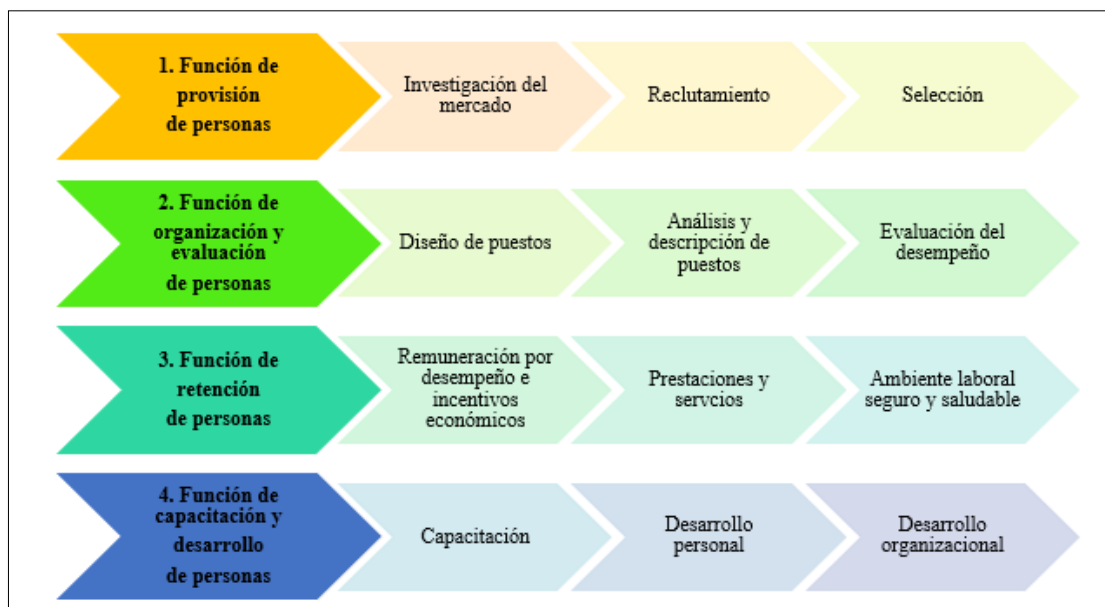 1. Función de
provisión
de personas
Investigación del
mercado
Reclutamiento
Selección
2. Función de
organización y
evaluación
de personas
Diseño de puestos
Análisis y
descripción de
puestos
Evaluación del
desempeño
3. Función de
retención
de personas
Remuneración por
desempeño e
incentivos
económicos
Prestaciones y
servcios
Ambiente laboral
seguro y saludable
4. Función de
capacitación y
desarrollo
de personas
Capacitación
Desarrollo
personal
Desarrollo
organizacional